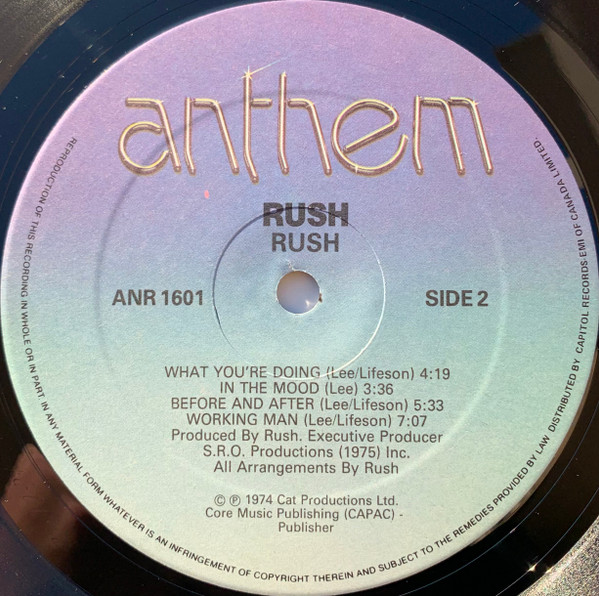 anthem
RUSH
RUSH
ANR 1601
SIDE 2
WHAT YOU'RE DOING (Lee/Lifeson) 4:19
IN THE MOOD (Lee) 3:36
BEFORE AND AFTER (Lee/Lifeson) 5:33
WORKING MAN (Lee/Lifeson) 7:07
Produced By Rush. Executive Producer
S.R.O. Productions (1975) Inc.
All Arrangements By Rush
© ℗ 1974 Cat Productions Ltd.
Core Music Publishing (CAPAC) -
Publisher
REPRODUCTION OF THIS RECORDING IN WHOLE OR IN PART, IN ANY MATERIAL FORM WHATEVER IS AN INFRINGEMENT OF COPYRIGHT THEREIN AND SUBJECT TO THE REMEDIES PROVIDED BY LAW DISTRIBUTED BY CAPITOL RECORDS-EMI OF CANADA LIMITED.